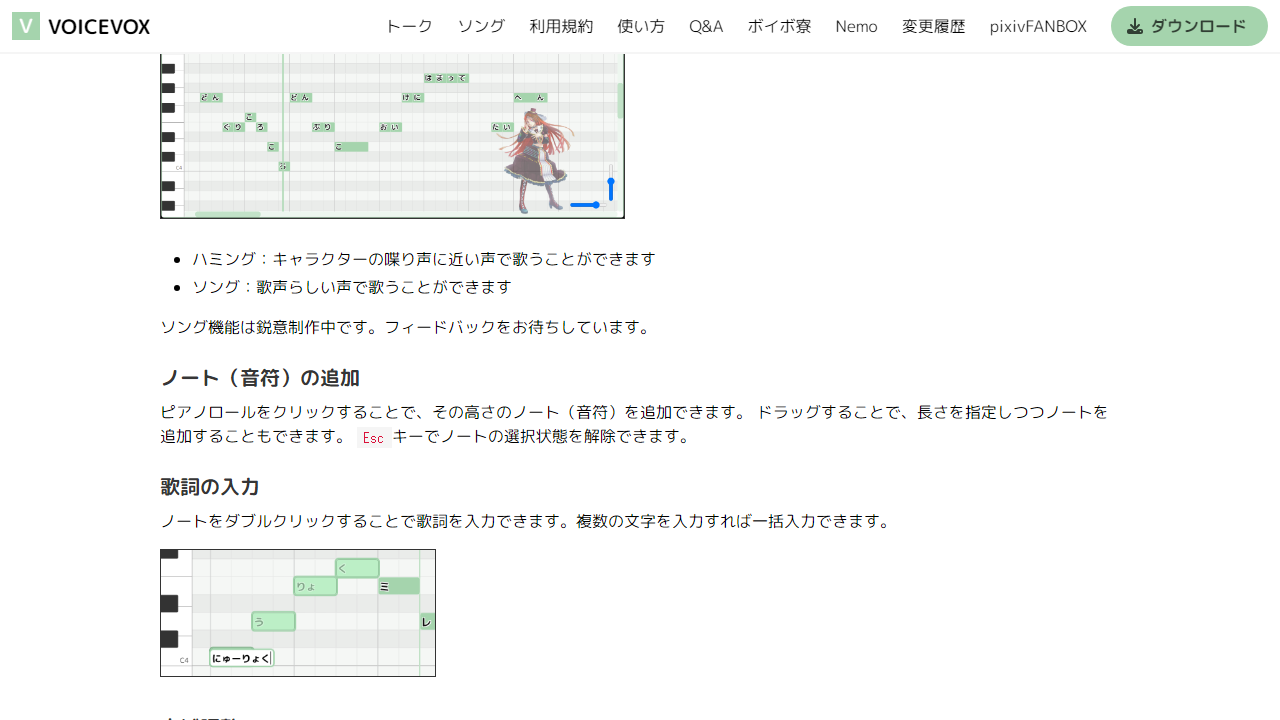 VOICEVOX
トーク ソング 利用規約 使い方 Q&A ボイボ寮 Nemo 変更履歴 pixivFANBOX ダウンロード
はようて
どん どん けに へ ん
こ
ぐり ろ ぶり おい たい
こ こ
C4
・ハミング：キャラクターの喋り声に近い声で歌うことができます
・ソング：歌声らしい声で歌うことができます
ソング機能は鋭意制作中です。フィードバックをお待ちしています。
ノート（音符）の追加
ピアノロールをクリックすることで、その高さのノート（音符）を追加できます。 ドラッグすることで、長さを指定しつつノートを
追加することもできます。 Esc キーでノートの選択状態を解除できます。
歌詞の入力
ノートをダブルクリックすることで歌詞を入力できます。複数の文字を入力すれば一括入力できます。
く
りょ ミ
う レ
にゅーりょく
C4